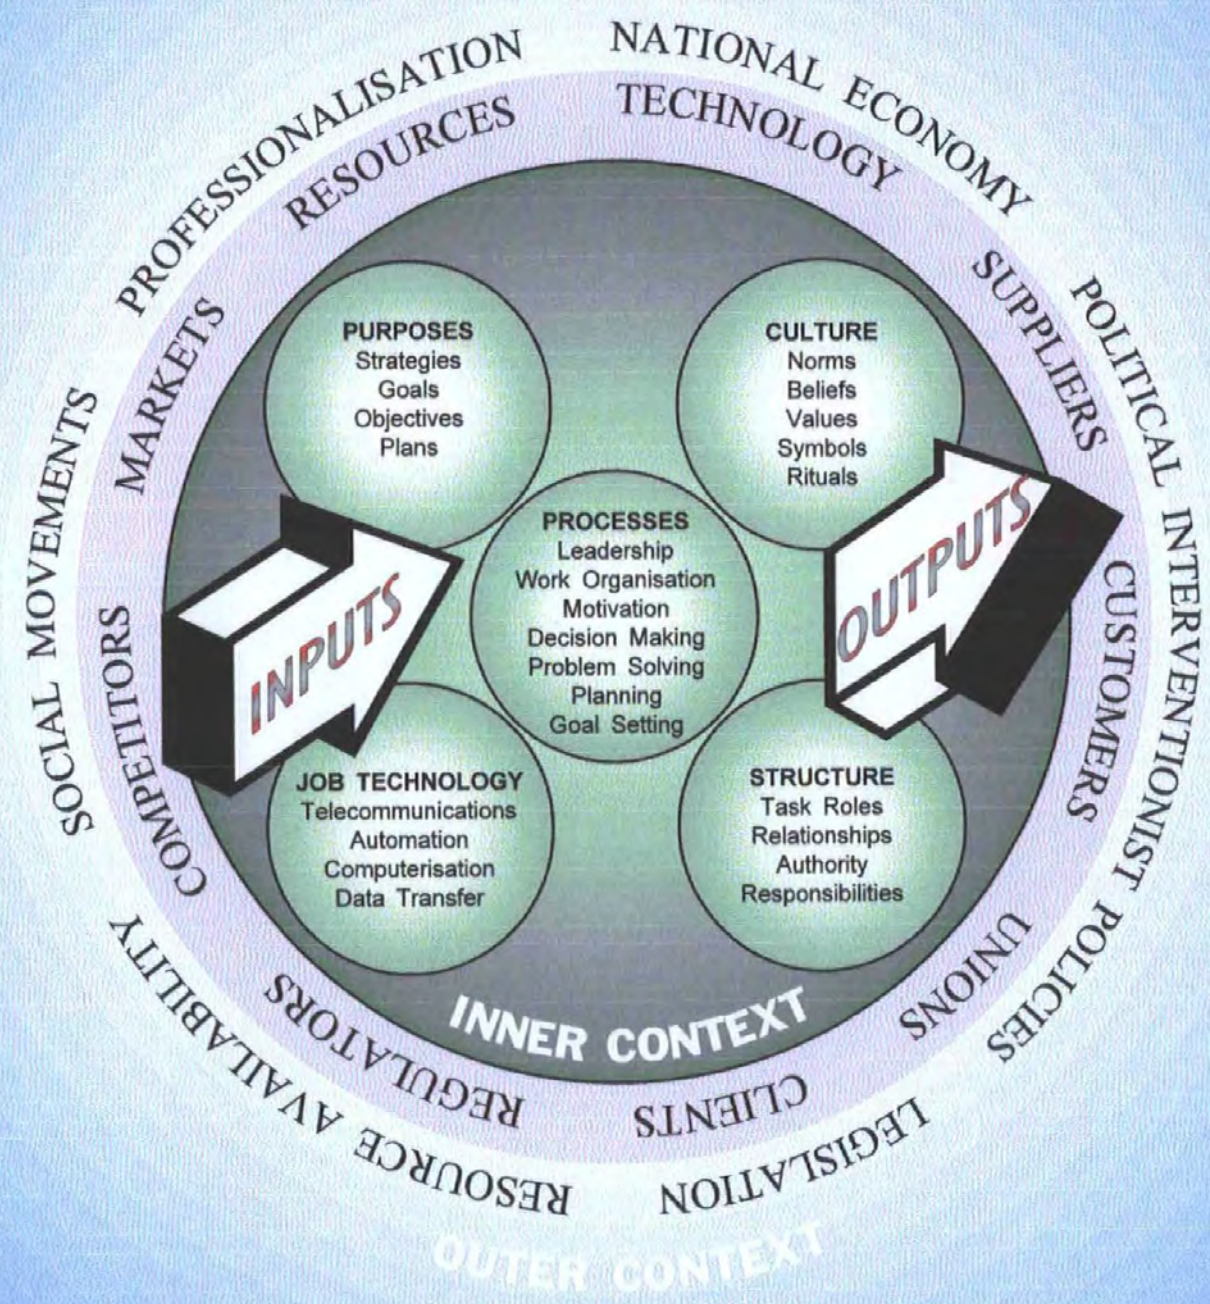 PROFESSIONALISATION
NATIONAL ECONOMY
POLITICAL INTERVENTIONIST POLICIES
LEGISLATION
RESOURCE AVAILABILITY
SOCIAL MOVEMENTS
RESOURCES
TECHNOLOGY
SUPPLIERS
CUSTOMERS
UNIONS
CLIENTS
REGULATORS
COMPETITORS
MARKETS
PURPOSES
Strategies
Goals
Objectives
Plans
CULTURE
Norms
Beliefs
Values
Symbols
Rituals
INPUTS
PROCESSES
Leadership
Work Organisation
Motivation
Decision Making
Problem Solving
Planning
Goal Setting
OUTPUTS
JOB TECHNOLOGY
Telecommunications
Automation
Computerisation
Data Transfer
STRUCTURE
Task Roles
Relationships
Authority
Responsibilities
INNER CONTEXT
OUTER CONTEXT